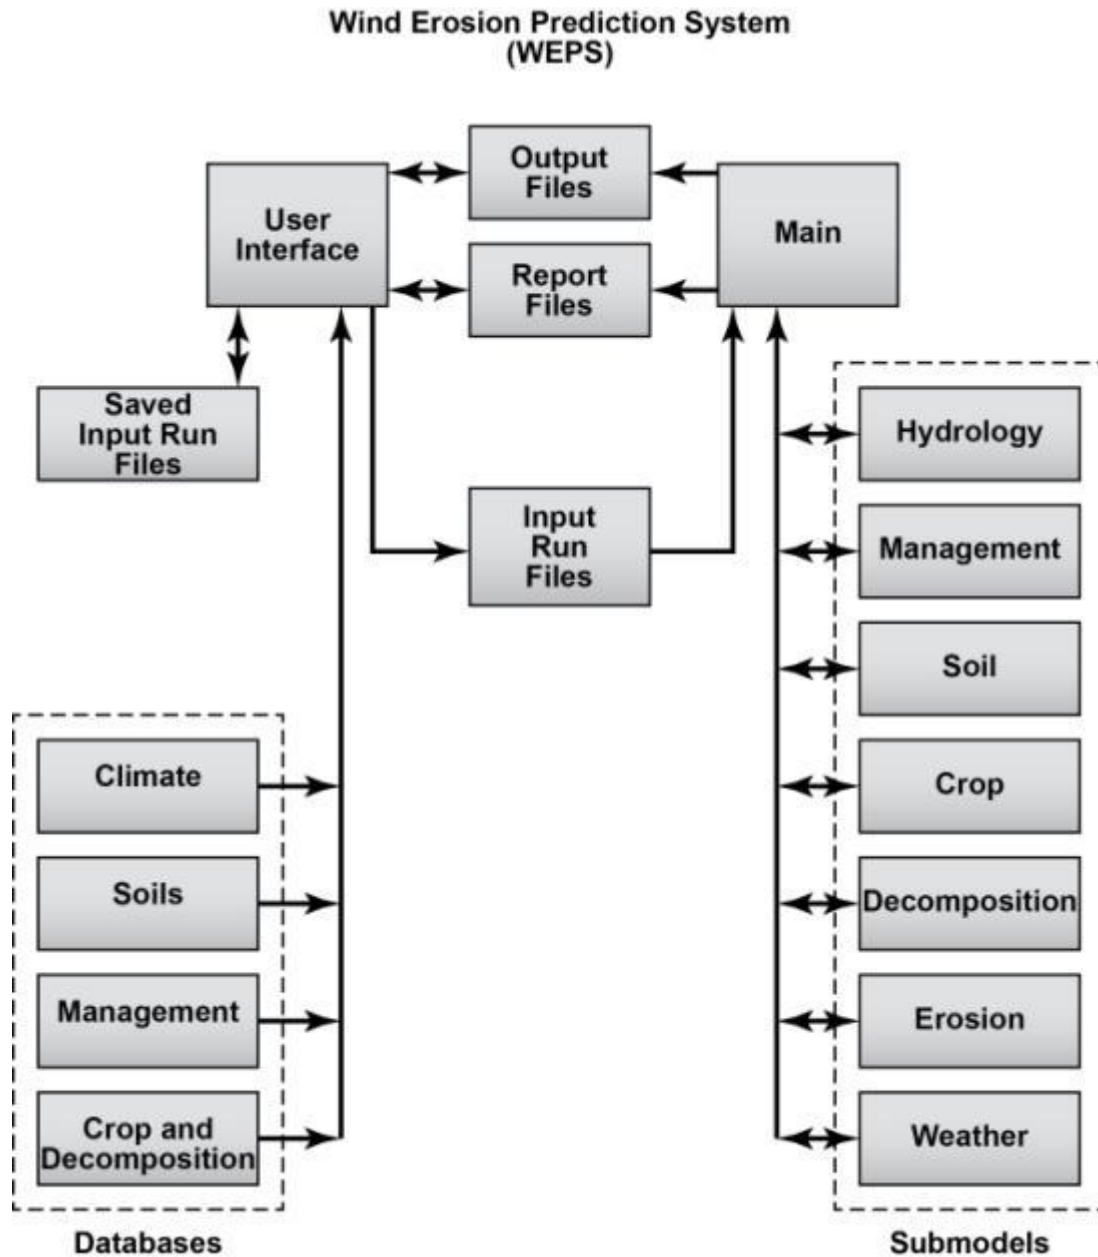 Wind Erosion Prediction System
(WEPS)
Output
Files
User
Interface
Main
Report
Files
Saved
Input Run
Files
Input
Run
Files
Hydrology
Management
Soil
Crop
Decomposition
Erosion
Weather
Submodels
Climate
Soils
Management
Crop and
Decomposition
Databases